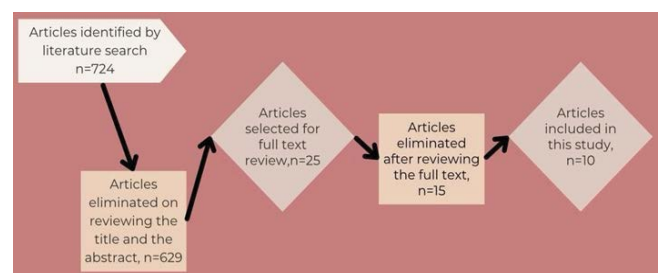 Articles identified by
literature search
n=724
Articles
eliminated on
reviewing the
title and the
abstract, n=629
Articles
selected for
full text
review,n=25
Articles
eliminated
after reviewing
the full text,
n=15
Articles
included in
this study,
n=10